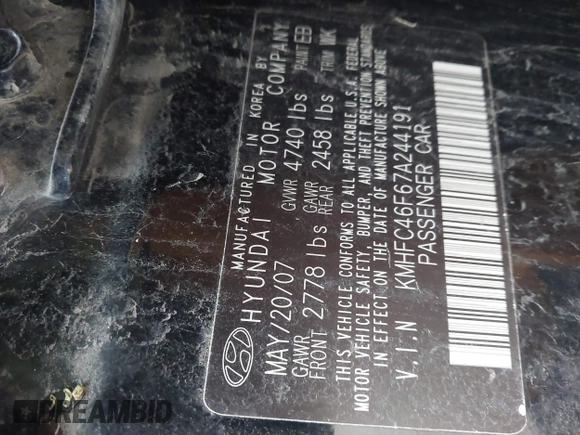 MANUFACTURED IN KOREA BY
HYUNDAI MOTOR COMPANY
MAY/20/07 GVWR 4740 lbs PAINT EB
GAWR FRONT 2778 lbs GAWR REAR 2458 lbs TRIM WK
THIS VEHICLE CONFORMS TO ALL APPLICABLE U.S.A. FEDERAL
MOTOR VEHICLE SAFETY, BUMPER, AND THEFT PREVENTION STANDARDS
IN EFFECT ON THE DATE OF MANUFACTURE SHOWN ABOVE
V.I.N KMHFC46F67A244191
PASSENGER CAR
DREAMBID